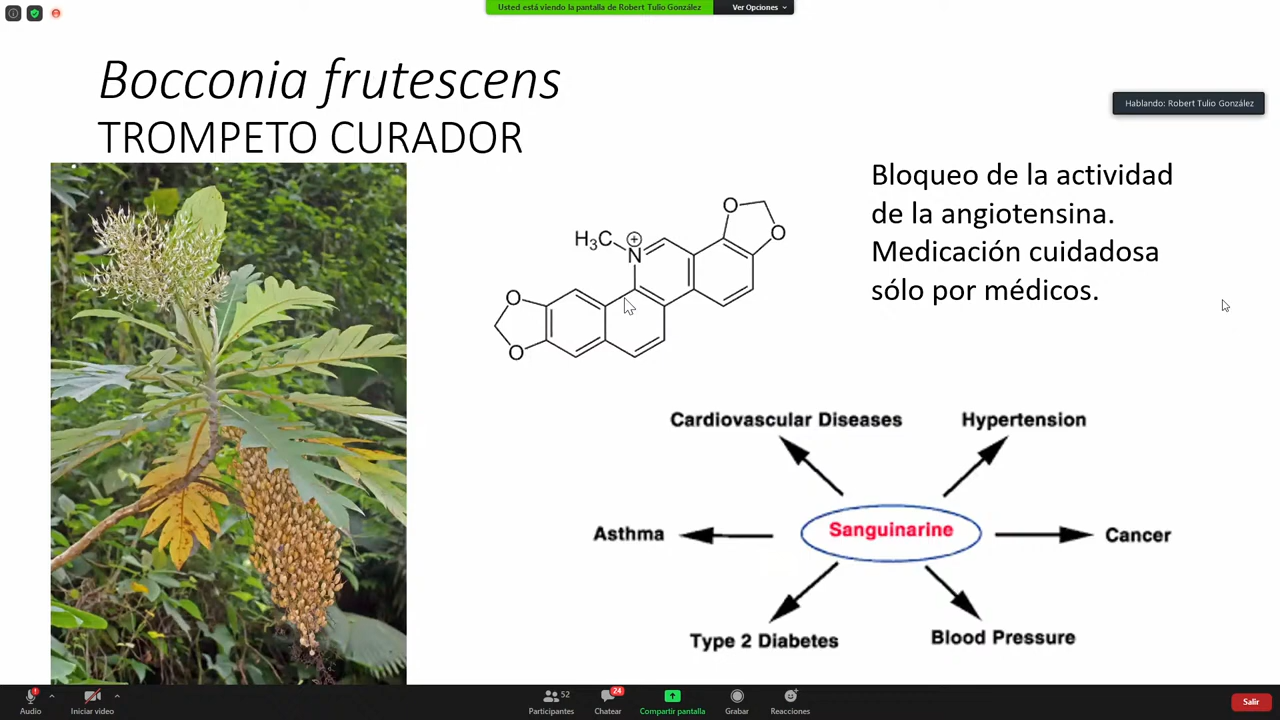 Usted está viendo la pantalla de Robert Tulio González
Ver Opciones
Hablando: Robert Tulio González
Bocconia frutescens
TROMPETO CURADOR
H₃C
N
+
O
O
O
O
Bloqueo de la actividad
de la angiotensina.
Medicación cuidadosa
sólo por médicos.
Cardiovascular Diseases
Hypertension
Asthma
Sanguinarine
Cancer
Type 2 Diabetes
Blood Pressure
Audio
Iniciar video
52
Participantes
24
Chatear
Compartir pantalla
Grabar
Reacciones
Salir